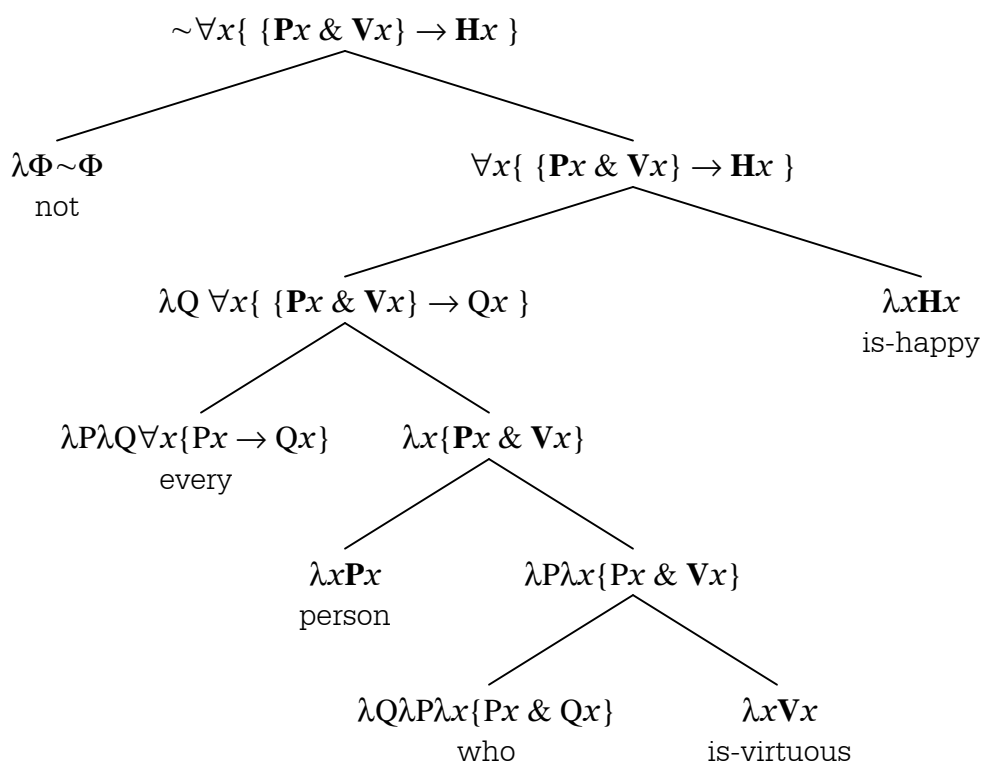 ~∀x{ {Px & Vx} → Hx }
λΦ~Φ
not
∀x{ {Px & Vx} → Hx }
λQ ∀x{ {Px & Vx} → Qx }
λxHx
is-happy
λPλQ∀x{Px → Qx}
every
λx{Px & Vx}
λxPx
person
λPλx{Px & Vx}
λQλPλx{Px & Qx}
who
λxVx
is-virtuous